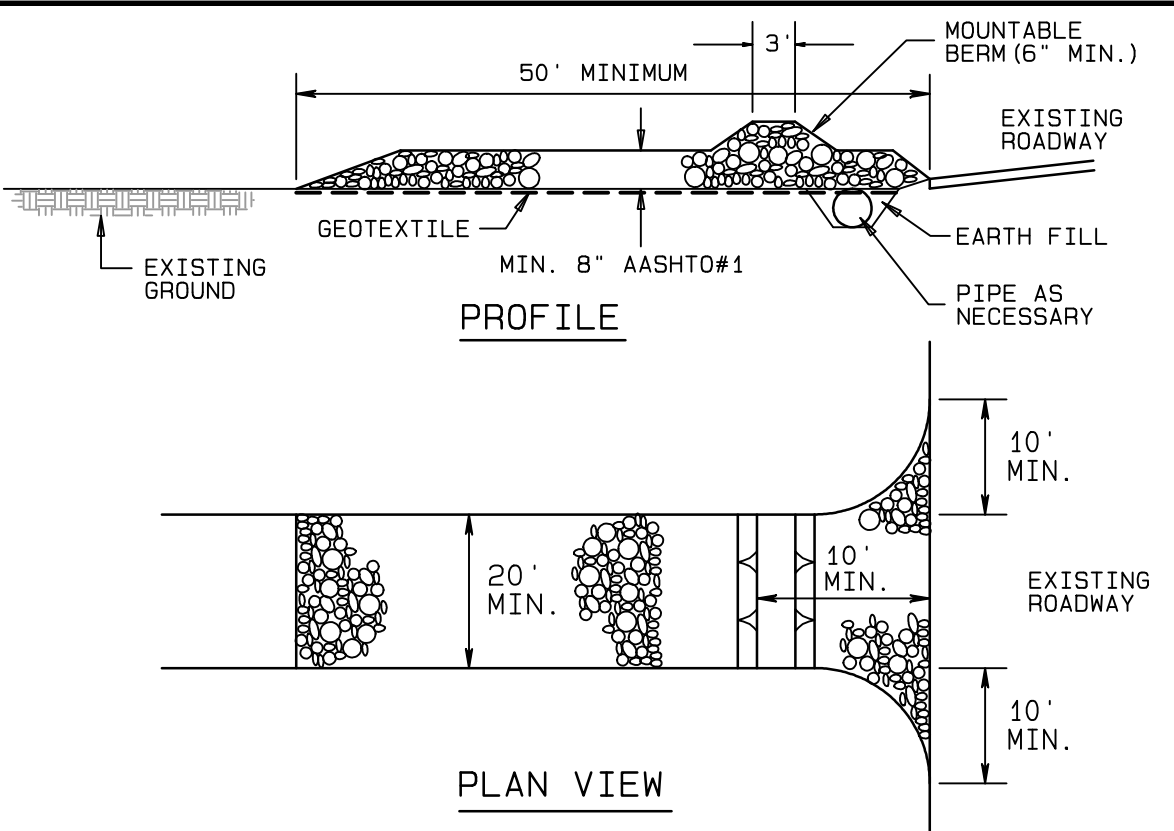 MOUNTABLE
BERM (6" MIN.)
3'
50' MINIMUM
EXISTING
ROADWAY
GEOTEXTILE
EARTH FILL
EXISTING
GROUND
MIN. 8" AASHTO#1
PIPE AS
NECESSARY
PROFILE
10'
MIN.
20'
MIN.
10'
MIN.
EXISTING
ROADWAY
10'
MIN.
PLAN VIEW